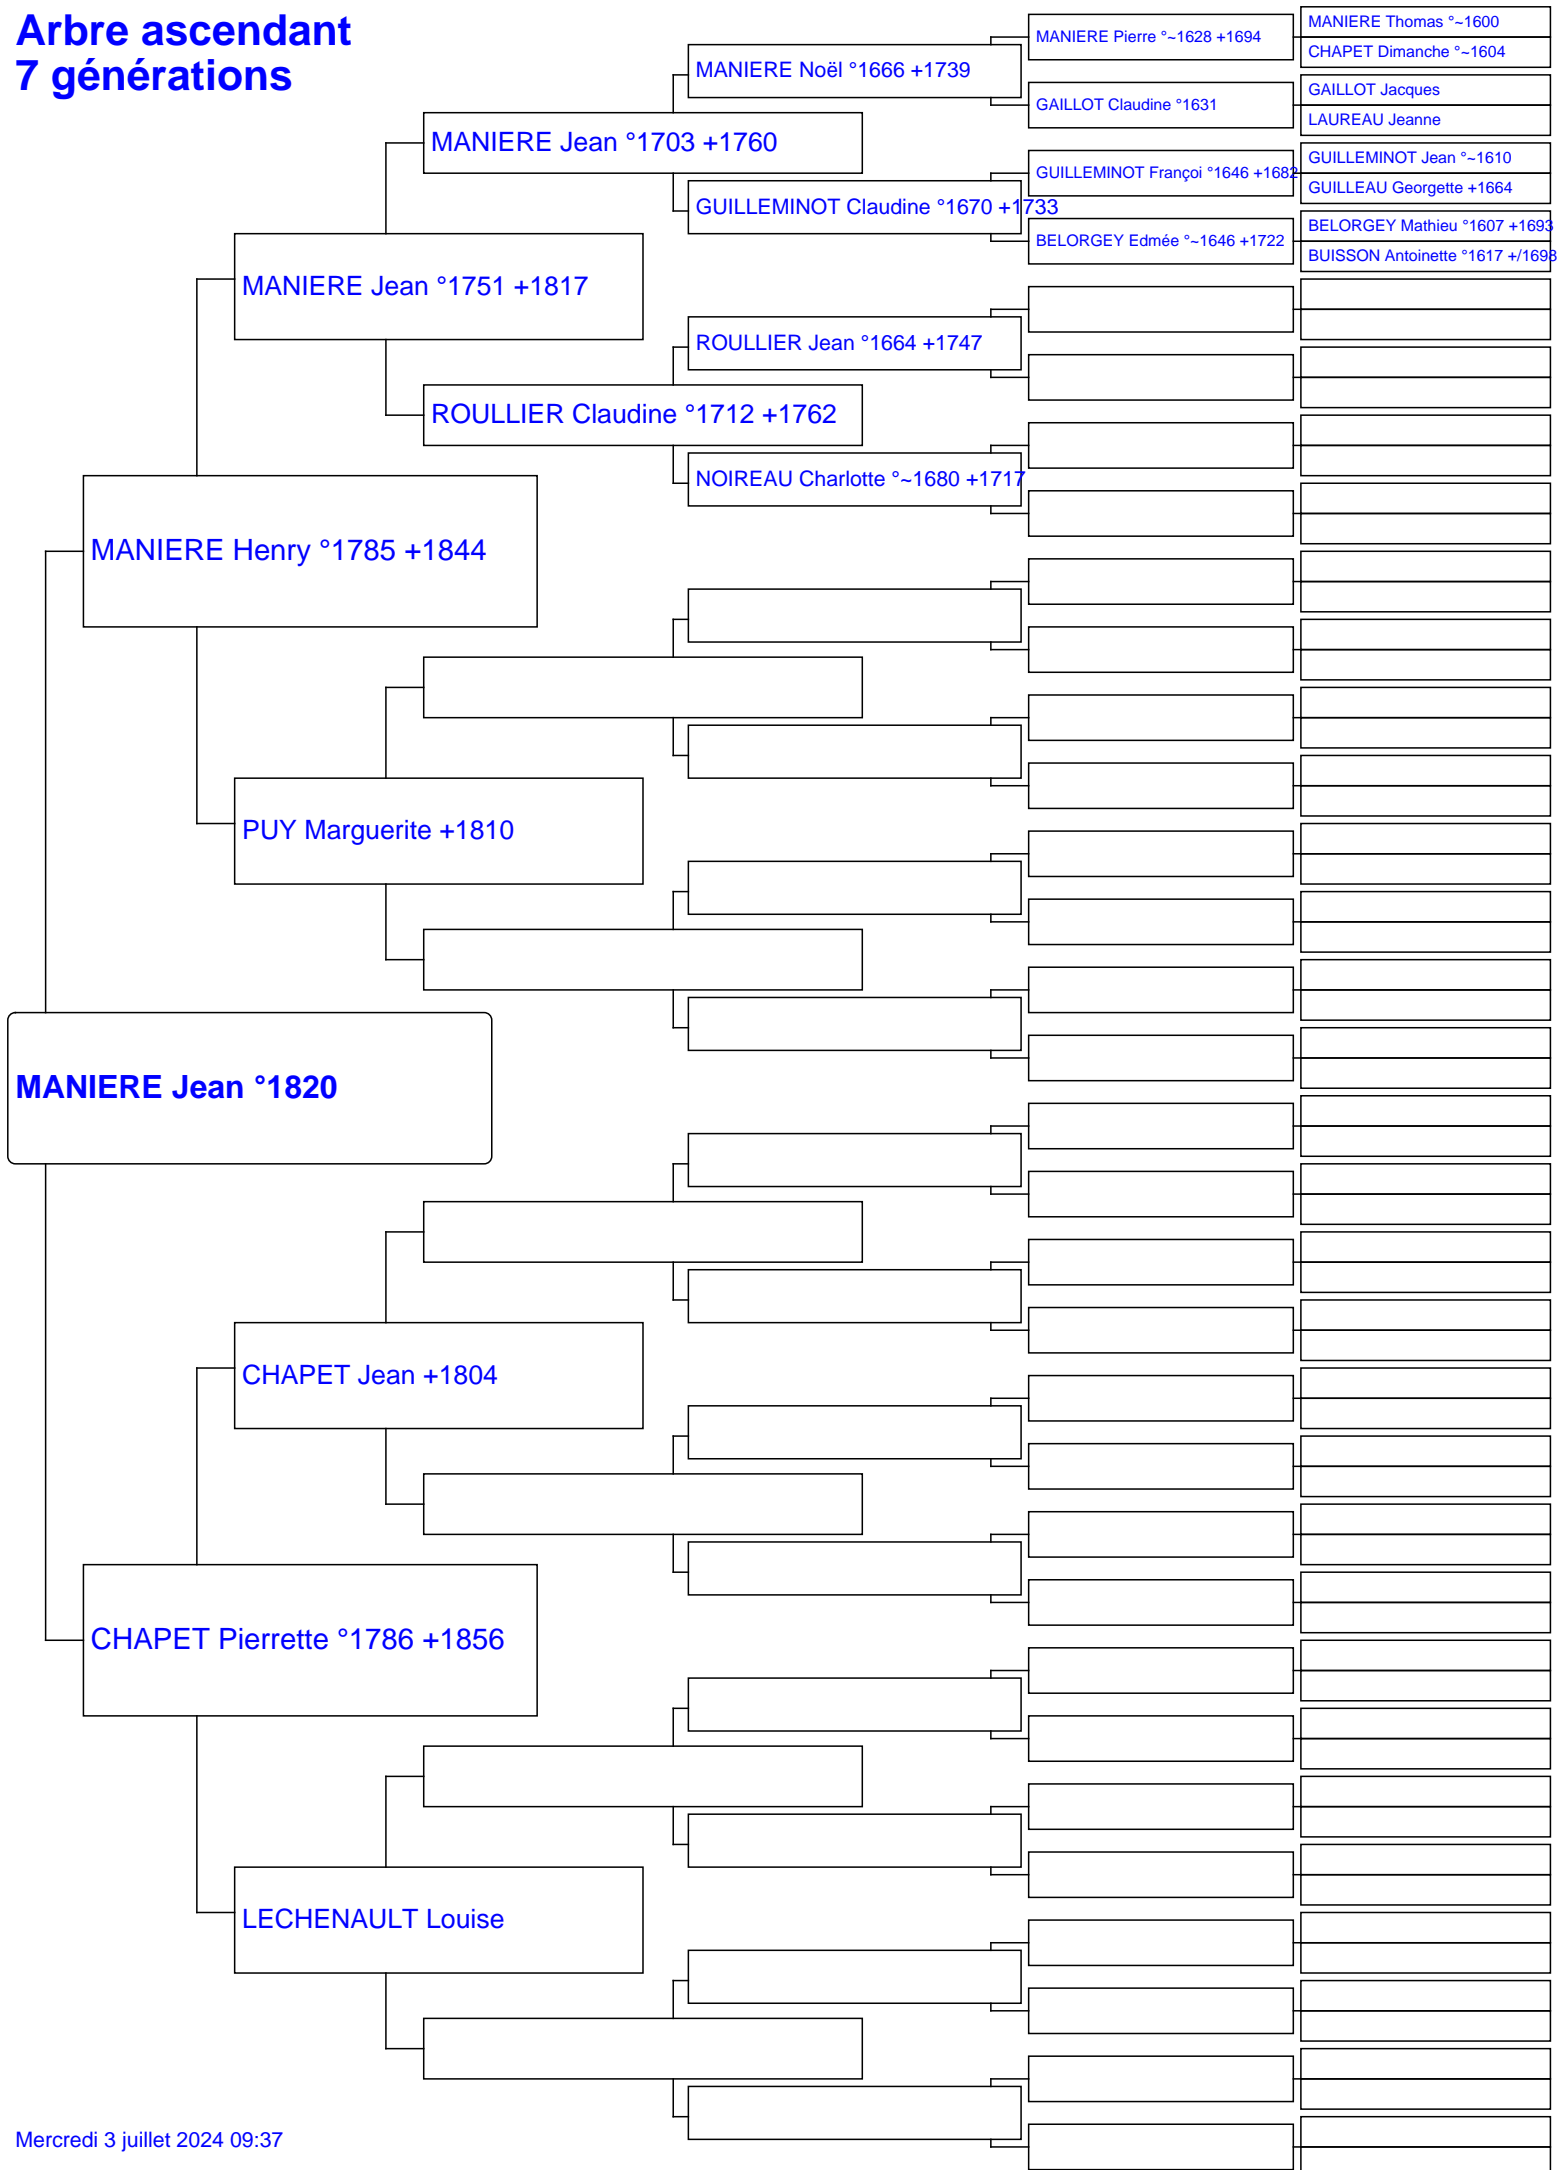 Arbre ascendant
7 générations
MANIERE Thomas °~1600
MANIERE Pierre °~1628 +1694
CHAPET Dimanche °~1604
MANIERE Noël °1666 +1739
GAILLOT Jacques
GAILLOT Claudine °1631
LAUREAU Jeanne
MANIERE Jean °1703 +1760
GUILLEMINOT Jean °~1610
GUILLEMINOT Françoi °1646 +1682
GUILLEAU Georgette +1664
GUILLEMINOT Claudine °1670 +1733
BELORGEY Mathieu °1607 +1693
BELORGEY Edmée °~1646 +1722
BUISSON Antoinette °1617 +/1698
MANIERE Jean °1751 +1817
ROULLIER Jean °1664 +1747
ROULLIER Claudine °1712 +1762
NOIREAU Charlotte °~1680 +1717
MANIERE Henry °1785 +1844
PUY Marguerite +1810
MANIERE Jean °1820
CHAPET Jean +1804
CHAPET Pierrette °1786 +1856
LECHENAULT Louise
Mercredi 3 juillet 2024 09:37